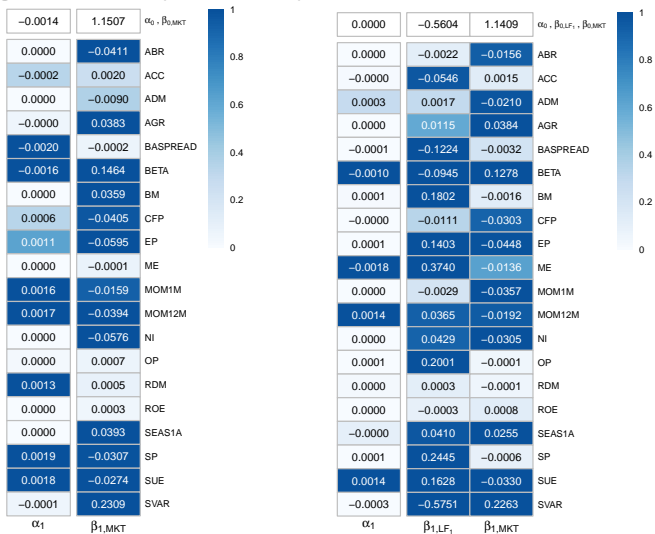 −0.0014 1.1507 α0 , β0,MKT
0.0000 −0.0411 ABR
−0.0002 0.0020 ACC
0.0000 −0.0090 ADM
−0.0000 0.0383 AGR
−0.0020 −0.0002 BASPREAD
−0.0016 0.1464 BETA
0.0000 0.0359 BM
0.0006 −0.0405 CFP
0.0011 −0.0595 EP
0.0000 −0.0001 ME
0.0016 −0.0159 MOM1M
0.0017 −0.0394 MOM12M
0.0000 −0.0576 NI
0.0000 0.0007 OP
0.0013 0.0005 RDM
0.0000 0.0003 ROE
0.0000 0.0393 SEAS1A
0.0019 −0.0307 SP
0.0018 −0.0274 SUE
−0.0001 0.2309 SVAR
α1 β1,MKT
1
0.8
0.6
0.4
0.2
0
0.0000 −0.5604 1.1409 α0 , β0,LF1 , β0,MKT
0.0000 −0.0022 −0.0156 ABR
−0.0000 −0.0546 0.0015 ACC
0.0003 0.0017 −0.0210 ADM
0.0000 0.0115 0.0384 AGR
−0.0001 −0.1224 −0.0032 BASPREAD
−0.0010 −0.0945 0.1278 BETA
0.0001 0.1802 −0.0016 BM
−0.0000 −0.0111 −0.0303 CFP
0.0001 0.1403 −0.0448 EP
−0.0018 0.3740 −0.0136 ME
0.0000 −0.0029 −0.0357 MOM1M
0.0014 0.0365 −0.0192 MOM12M
0.0000 0.0429 −0.0305 NI
0.0001 0.2001 −0.0001 OP
0.0000 0.0003 −0.0001 RDM
0.0000 −0.0003 0.0008 ROE
−0.0000 0.0410 0.0255 SEAS1A
0.0001 0.2445 −0.0006 SP
0.0014 0.1628 −0.0330 SUE
−0.0003 −0.5751 0.2263 SVAR
α1 β1,LF1 β1,MKT
1
0.8
0.6
0.4
0.2
0